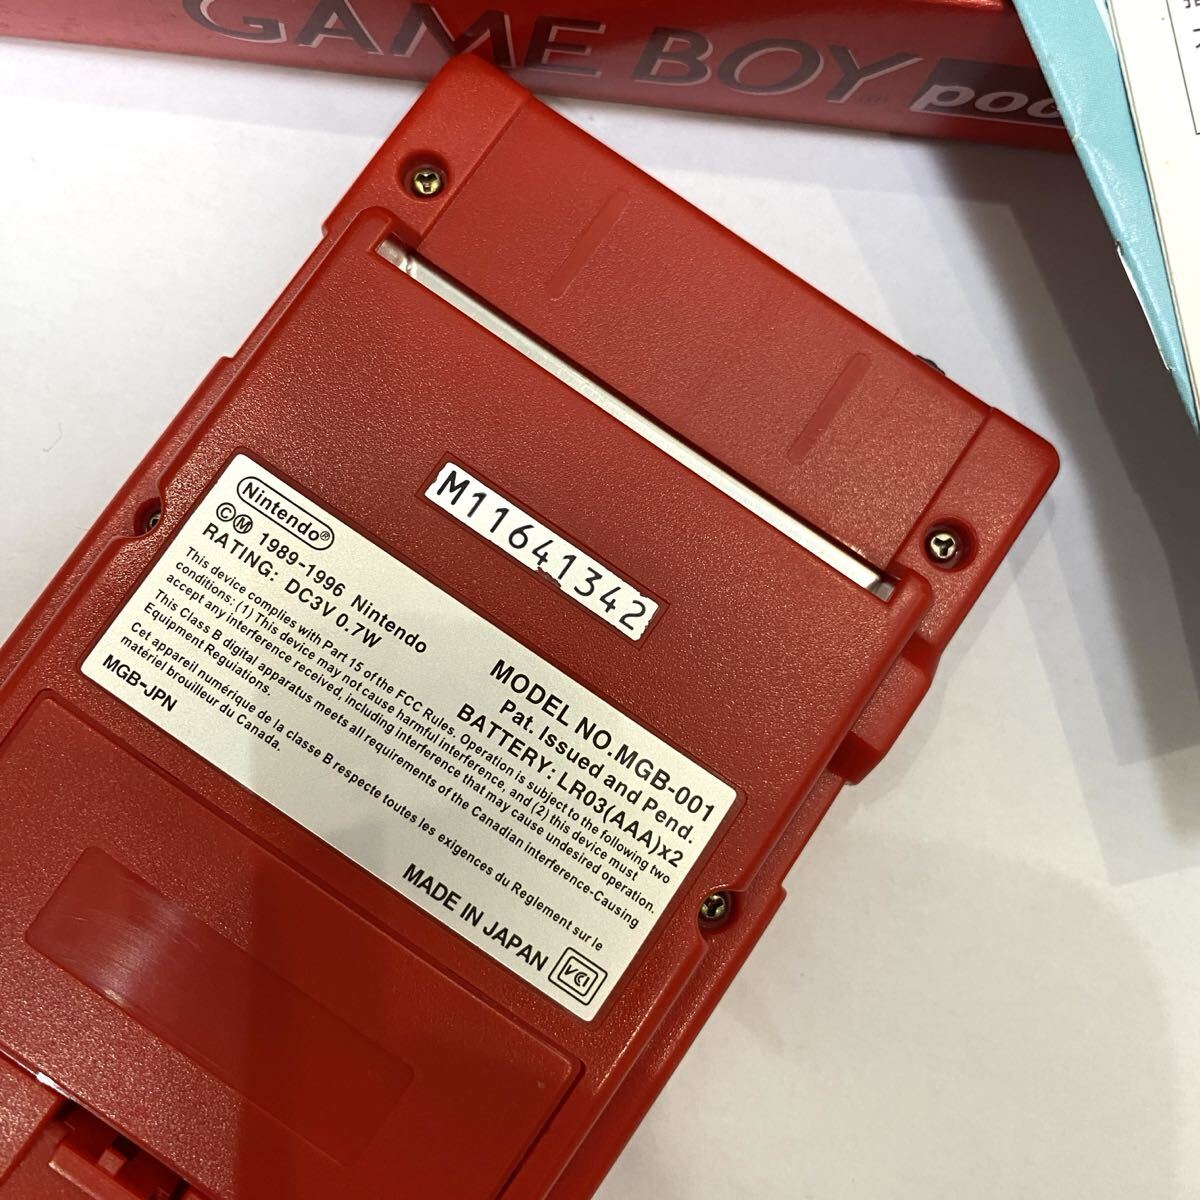 GAME BOY
M11641342
Nintendo®
©Ⓜ 1989-1996 Nintendo
RATING: DC3V 0.7W
MODEL NO.MGB-001
Pat. Issued and Pend.
BATTERY: LR03(AAA)x2
This device complies with Part 15 of the FCC Rules. Operation is subject to the following two
conditions: (1) This device may not cause harmful interference, and (2) this device must
accept any interference received, including interference that may cause undesired operation.
This Class B digital apparatus meets all requirements of the Canadian interference-Causing
Equipment Regulations.
Cet appareil numérique de la classe B respecte toutes les exigences du Reglement sur le
matériel brouilleur du Canada.
MGB-JPN
MADE IN JAPAN
VCI